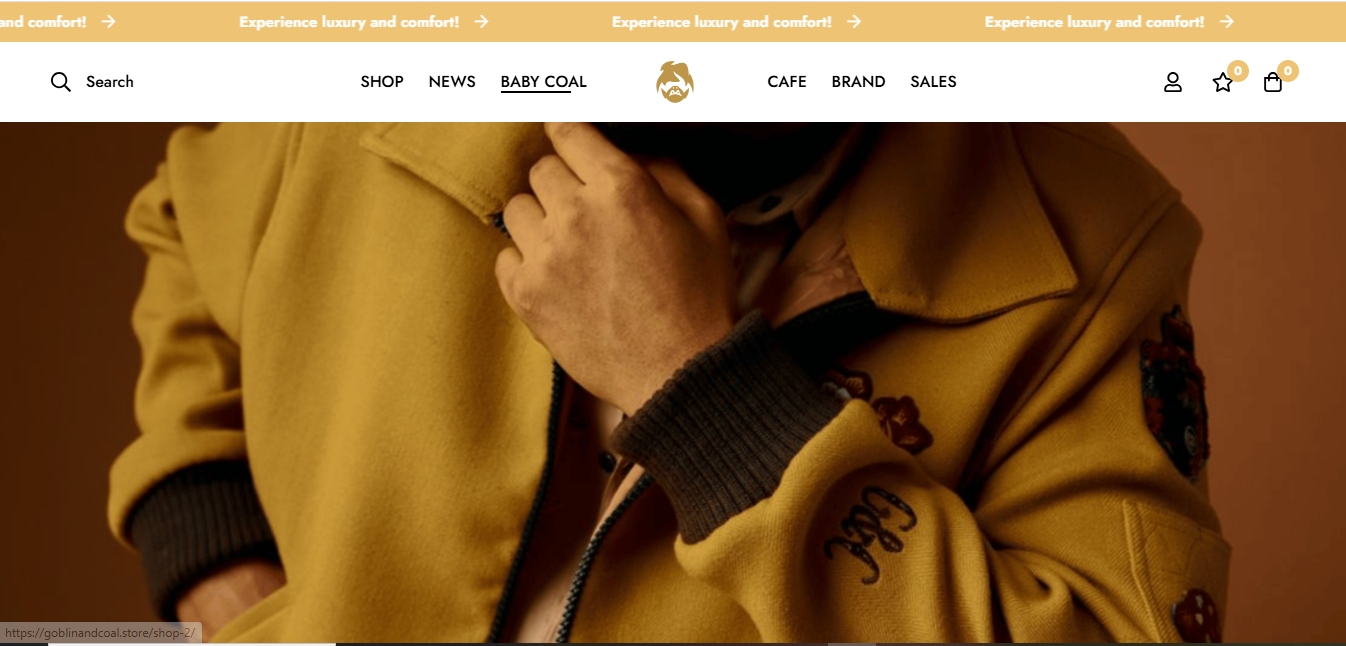 and comfort! → Experience luxury and comfort! → Experience luxury and comfort! → Experience luxury and comfort! →
Search SHOP NEWS BABY COAL CAFE BRAND SALES 0 0
https://goblinandcoal.store/shop-2/